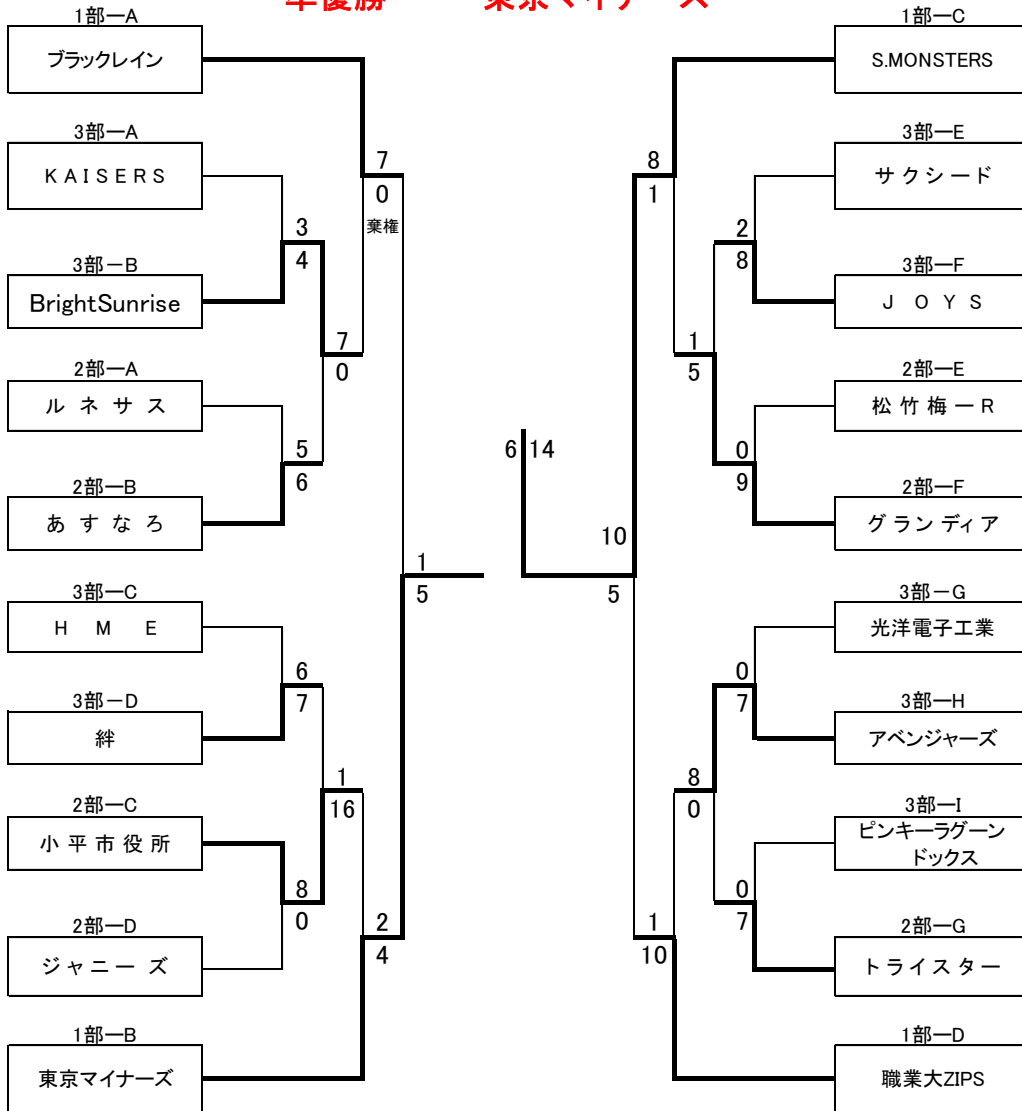 準優勝 東京マイナーズ
1部ーA
ブラックレイン
3部ーA
KAISERS
3部－B
BrightSunrise
2部ーA
ルネサス
2部ーB
あすなろ
3部ーC
HME
3部－D
絆
2部ーC
小平市役所
2部ーD
ジャニーズ
1部ーB
東京マイナーズ
7
0
棄権
3
4
7
0
5
6
1
5
6
7
1
16
8
0
2
4
6 14
10
5
8
1
2
8
1
5
0
9
0
7
8
0
0
7
1
10
1部ーC
S.MONSTERS
3部ーE
サクシード
3部ーF
JOYS
2部ーE
松竹梅ーR
2部ーF
グランディア
3部－G
光洋電子工業
3部ーH
アベンジャーズ
3部ーI
ピンキーラグーン
ドックス
2部ーG
トライスター
1部ーD
職業大ZIPS